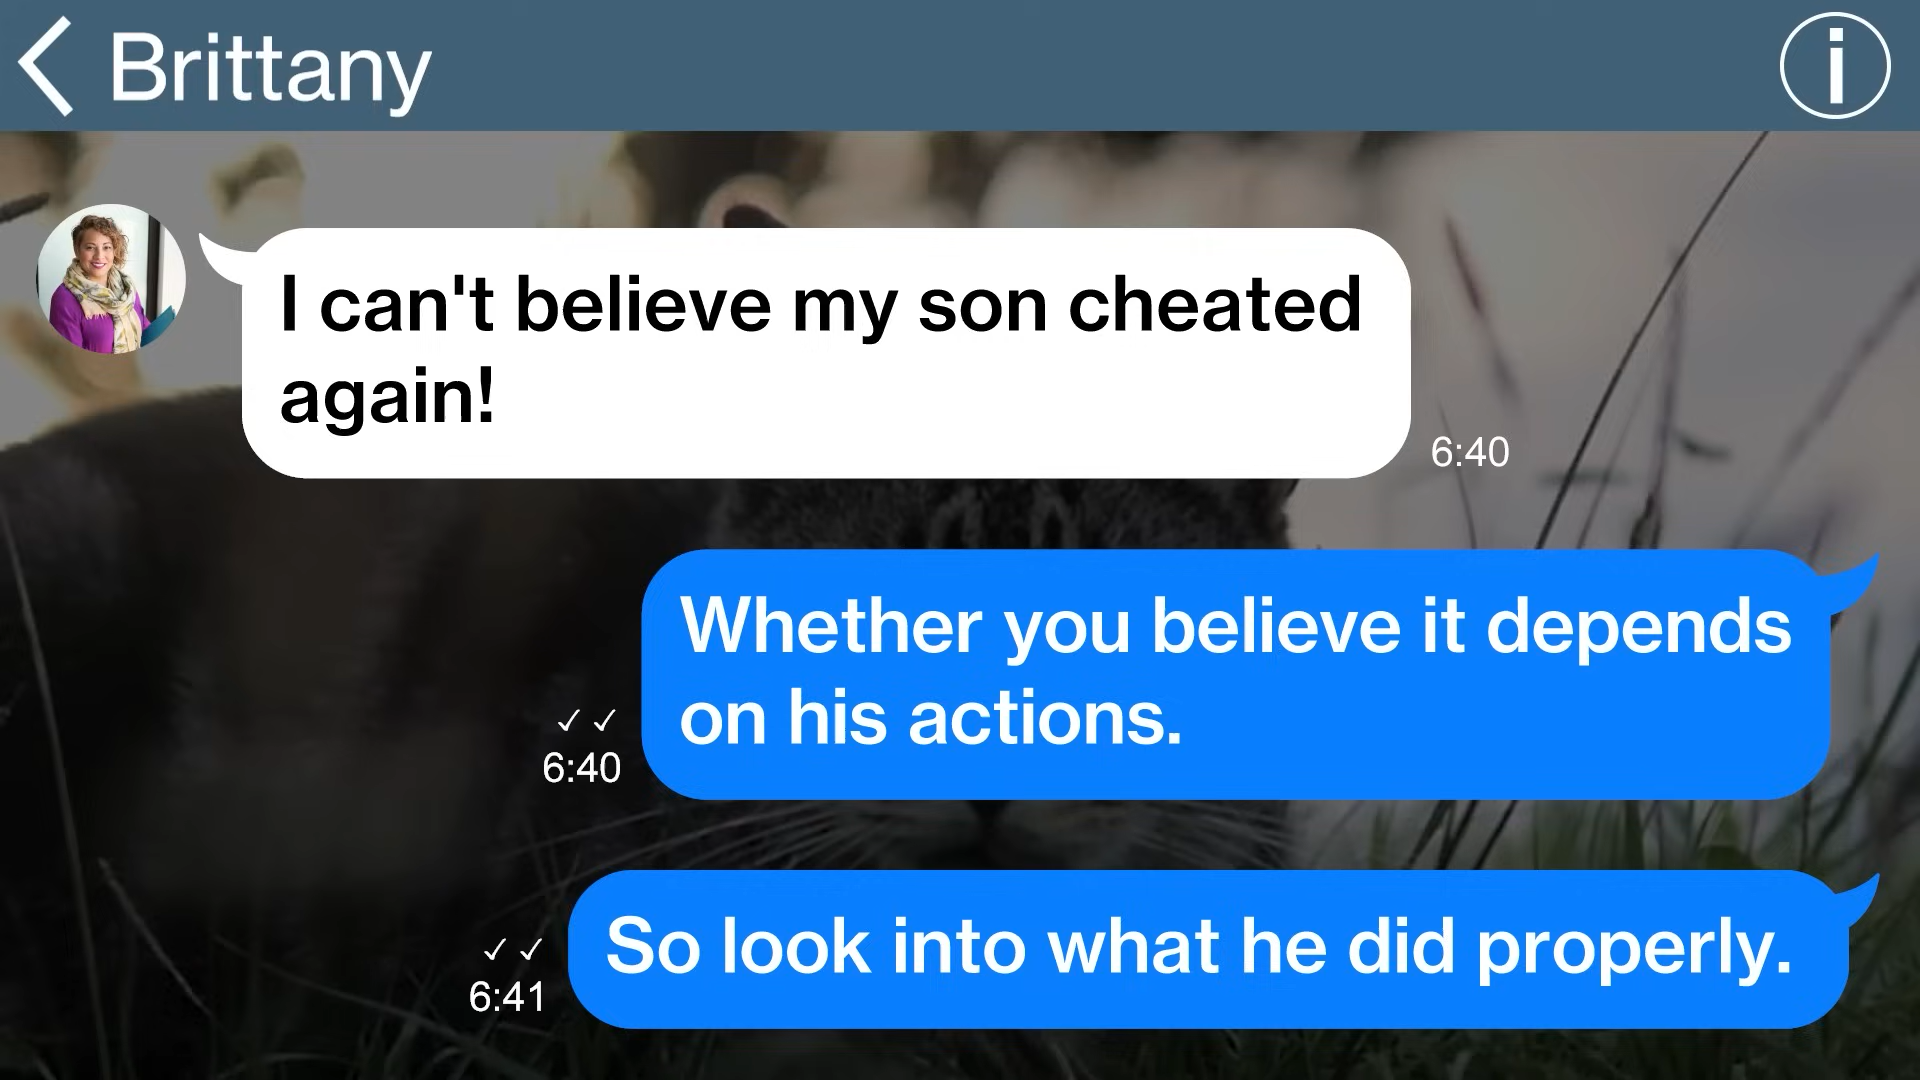 Brittany
I can't believe my son cheated
again!
6:40
Whether you believe it depends
on his actions.
6:40
So look into what he did properly.
6:41